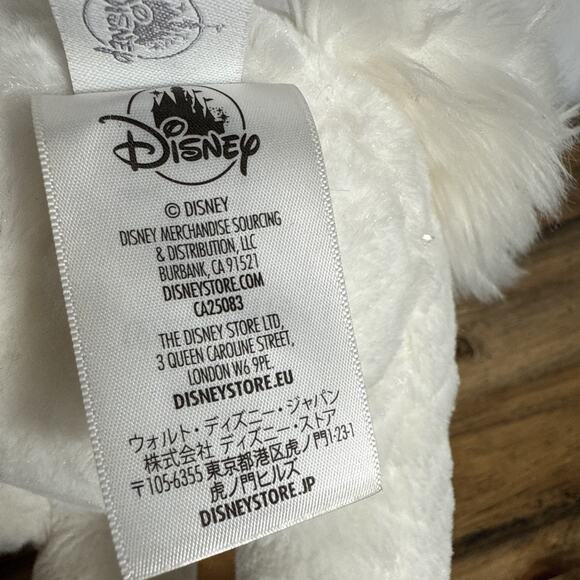 DISNEY
DISNEY
© DISNEY
DISNEY MERCHANDISE SOURCING
& DISTRIBUTION, LLC
BURBANK, CA 91521
DISNEYSTORE.COM
CA25083
THE DISNEY STORE LTD,
3 QUEEN CAROLINE STREET,
LONDON W6 9PE
DISNEYSTORE.EU
ウォルト・ディズニー・ジャパン
株式会社 ディズニー・ストア
〒105-6355 東京都港区虎ノ門1-23-1
虎ノ門ヒルズ
DISNEYSTORE.JP